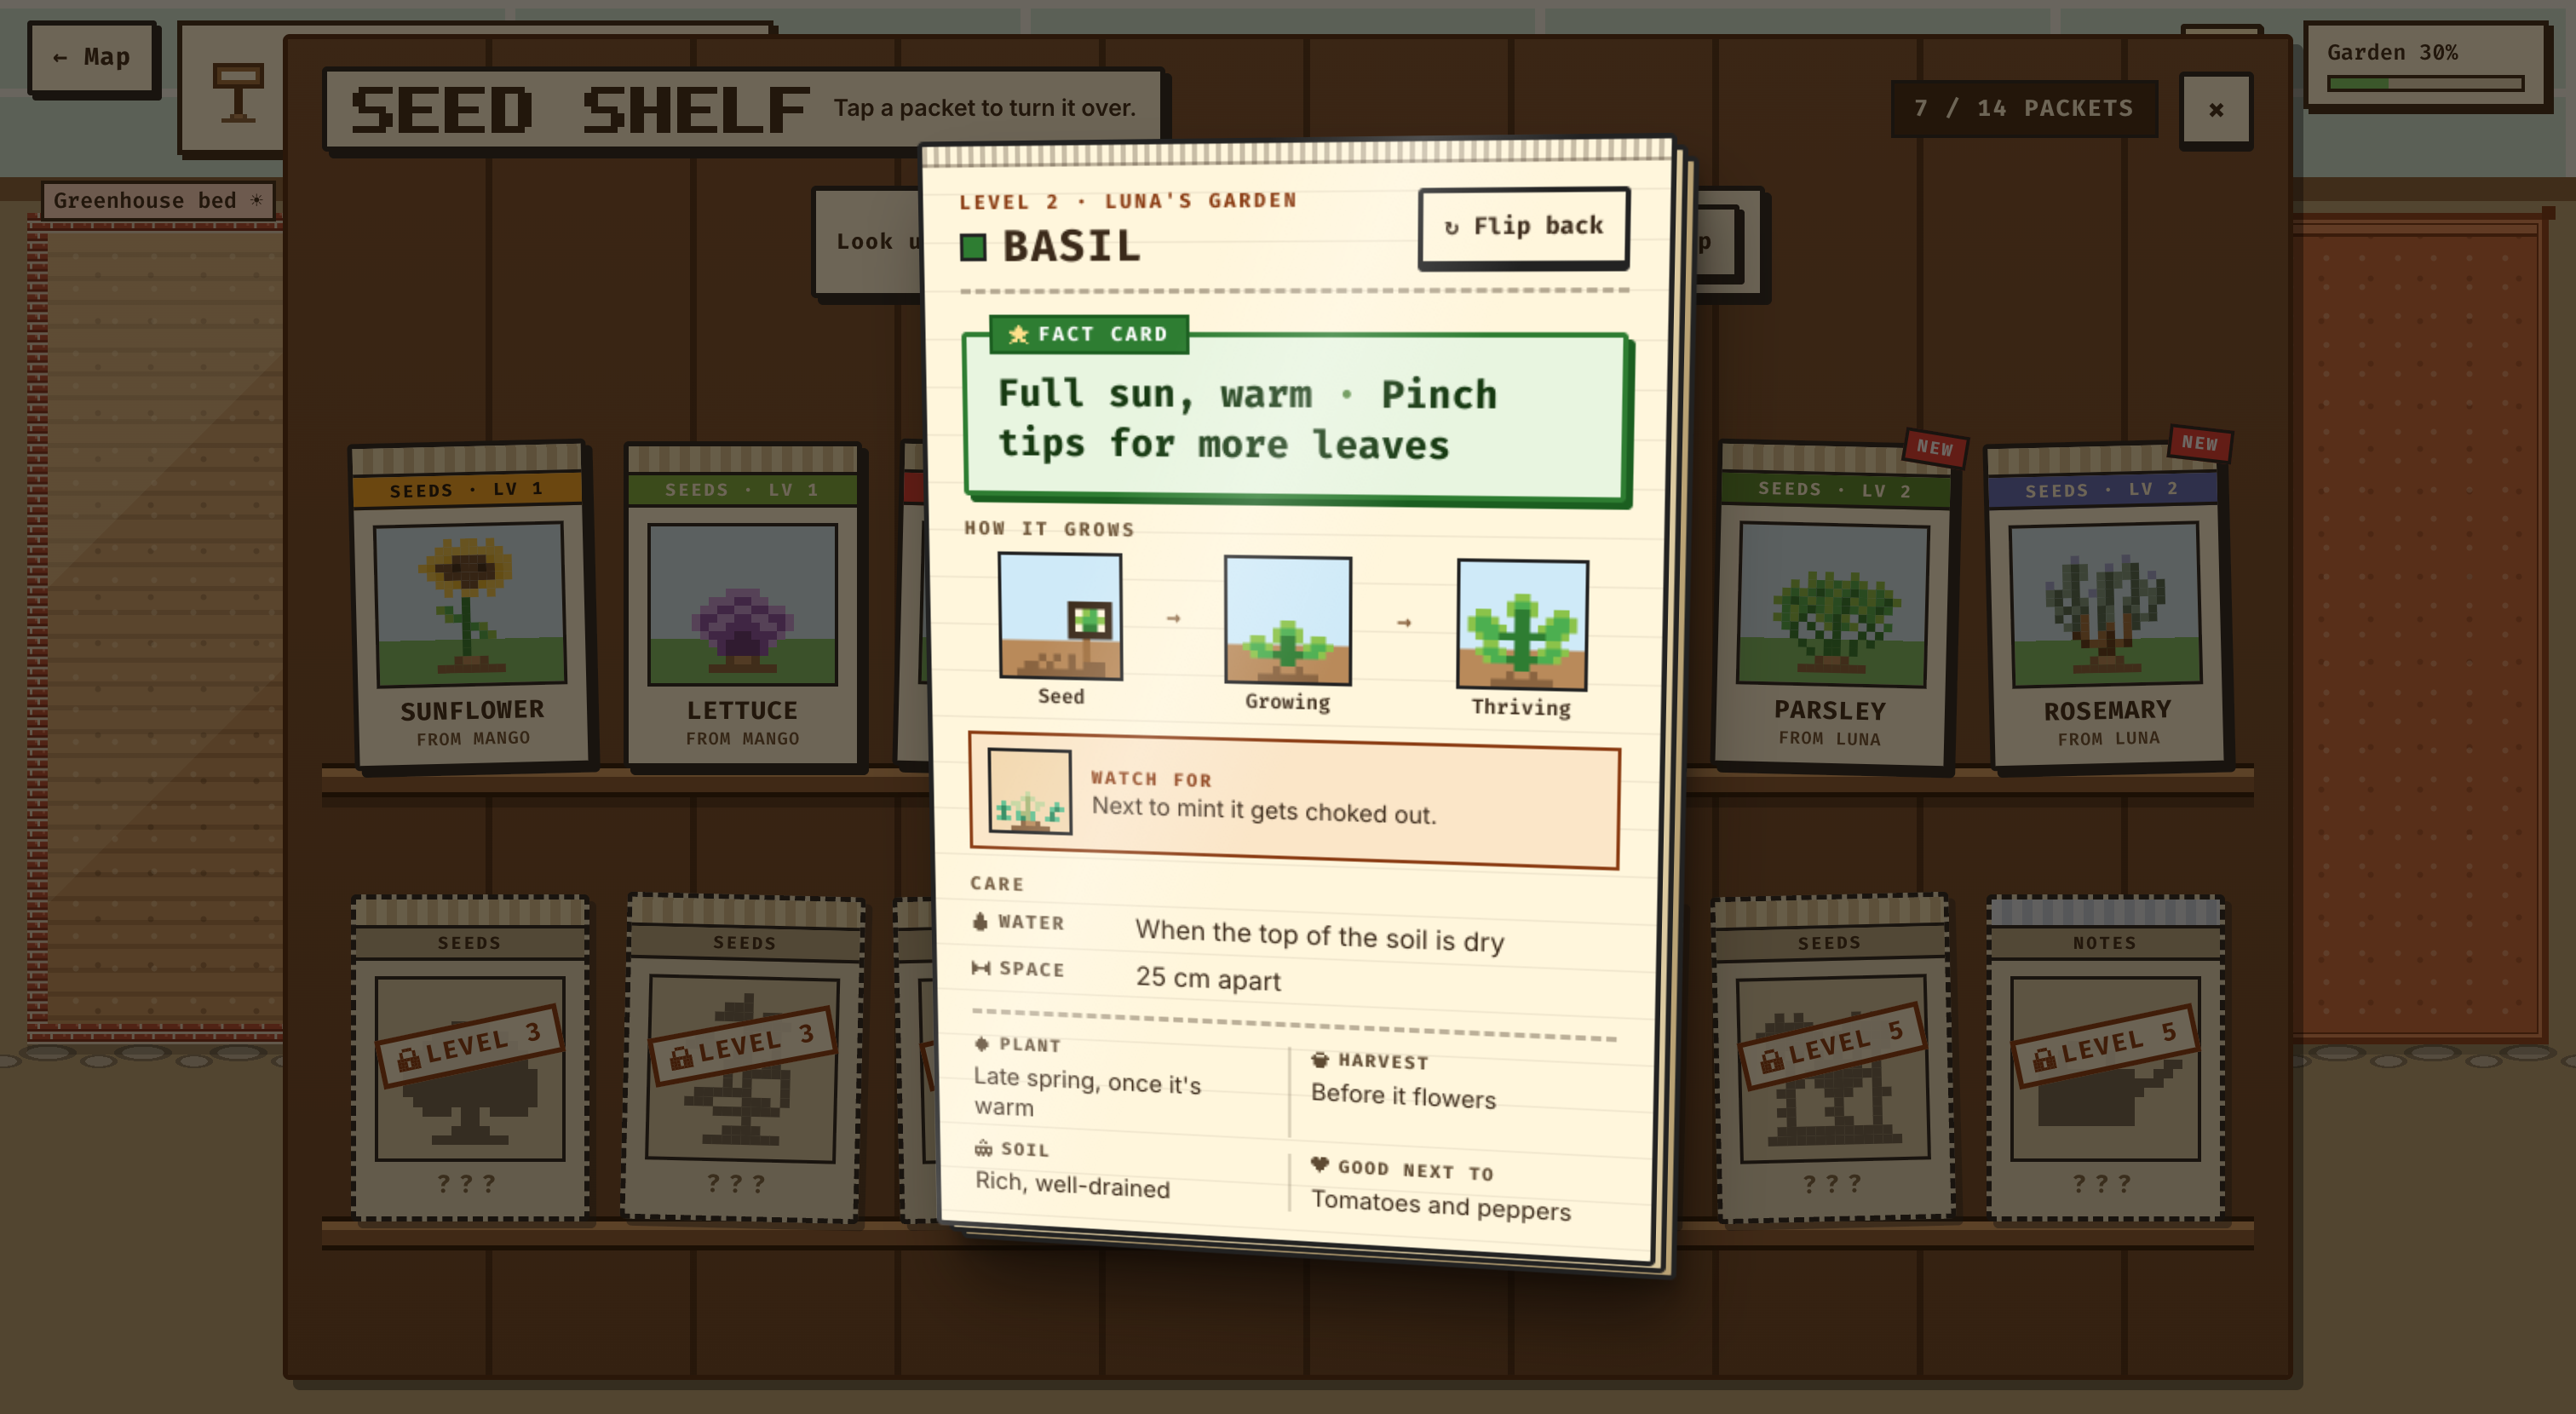 ← Map
SEED SHELF
Tap a packet to turn it over.
7 / 14 PACKETS
×
Garden 30%
Greenhouse bed ☀
Look
LEVEL 2 · LUNA'S GARDEN
BASIL
↻ Flip back
FACT CARD
Full sun, warm · Pinch
tips for more leaves
HOW IT GROWS
→
→
Seed
Growing
Thriving
WATCH FOR
Next to mint it gets choked out.
CARE
WATER
When the top of the soil is dry
SPACE
25 cm apart
PLANT
Late spring, once it's
warm
HARVEST
Before it flowers
SOIL
Rich, well-drained
GOOD NEXT TO
Tomatoes and peppers
SEEDS · LV 1
SUNFLOWER
FROM MANGO
SEEDS · LV 1
LETTUCE
FROM MANGO
NEW
SEEDS · LV 2
PARSLEY
FROM LUNA
NEW
SEEDS · LV 2
ROSEMARY
FROM LUNA
SEEDS
LEVEL 3
???
SEEDS
LEVEL 3
???
SEEDS
LEVEL 5
???
NOTES
LEVEL 5
???